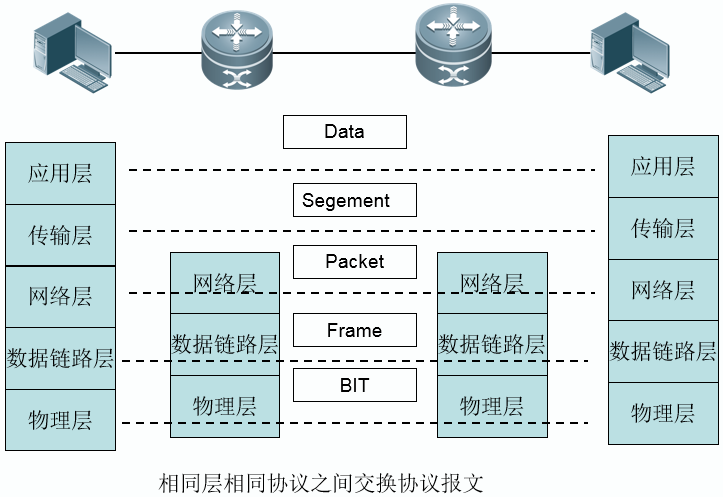 Data
应用层
应用层
Segement
传输层
传输层
Packet
网络层
网络层
网络层
网络层
Frame
数据链路层
数据链路层
数据链路层
数据链路层
BIT
物理层
物理层
物理层
物理层
相同层相同协议之间交换协议报文